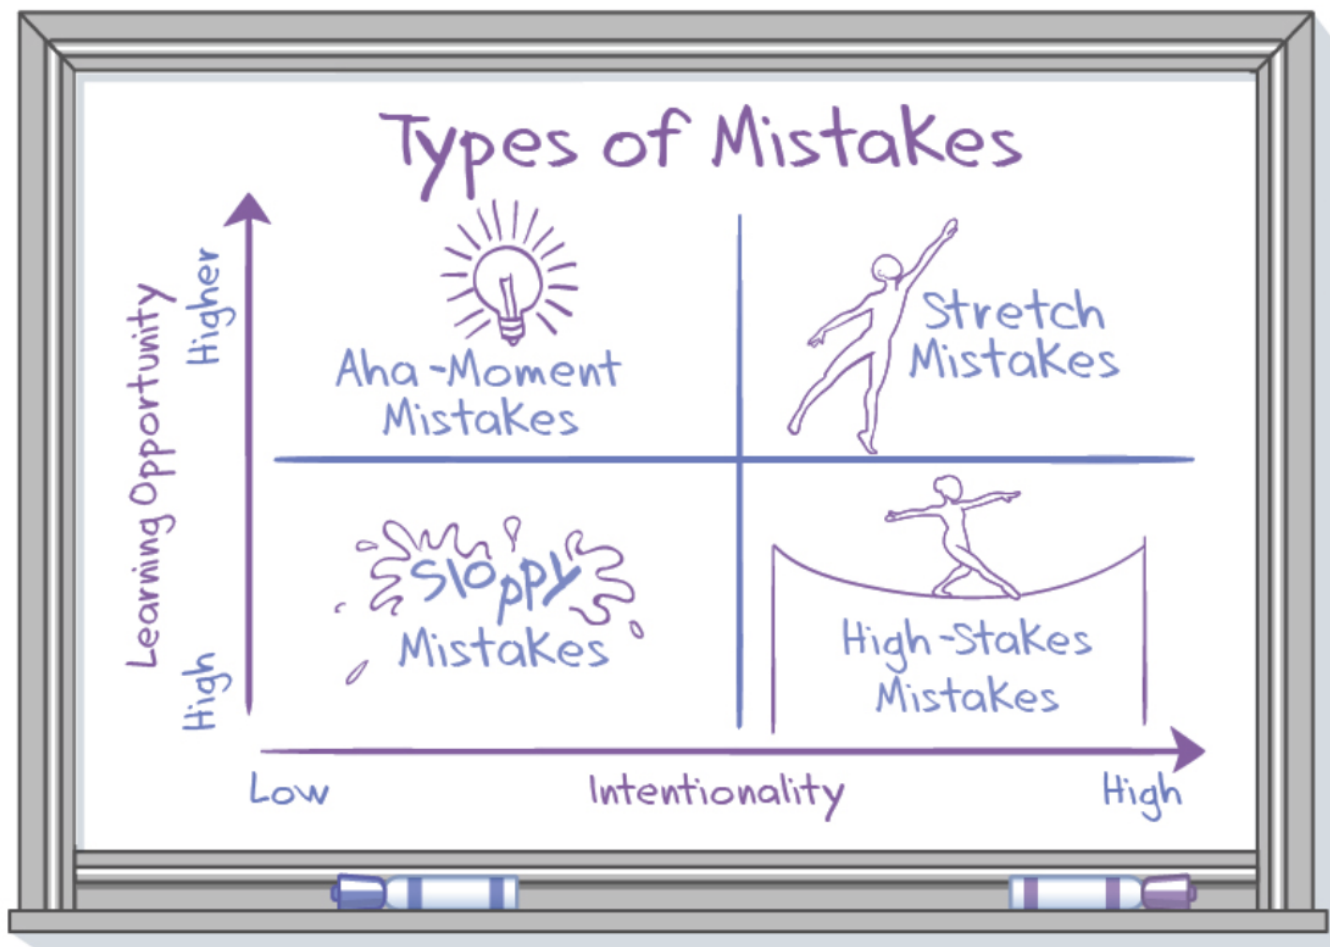 Types of Mistakes
Higher
Learning Opportunity
High
Aha-Moment
Mistakes
Stretch
Mistakes
Sloppy
Mistakes
High-Stakes
Mistakes
Low
Intentionality
High